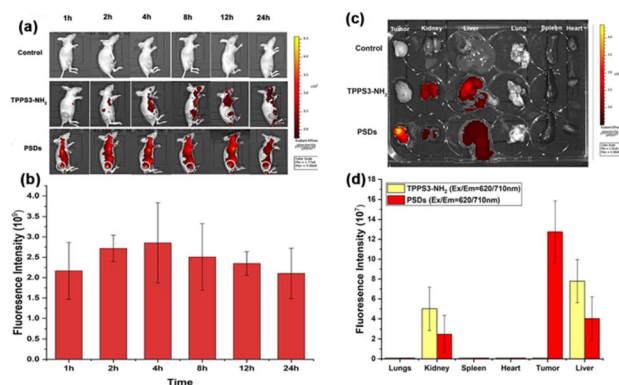 1h 2h 4h 8h 12h 24h
(a)
Control
TPPS3-NH2
PSDs
(b)
Fluoresence Intensity (10⁹)
4.0
3.5
3.0
2.5
2.0
1.5
1.0
0.5
0.0
1h 2h 4h 8h 12h 24h
Time
(c)
Tumor Kidney Liver Lung Spleen Heart
Control
TPPS3-NH2
PSDs
(d)
TPPS3-NH2 (Ex/Em=620/710nm)
PSDs (Ex/Em=620/710nm)
Fluoresence Intensity (10⁷)
16
14
12
10
8
6
4
2
0
Lungs Kidney Spleen Heart Tumor Liver